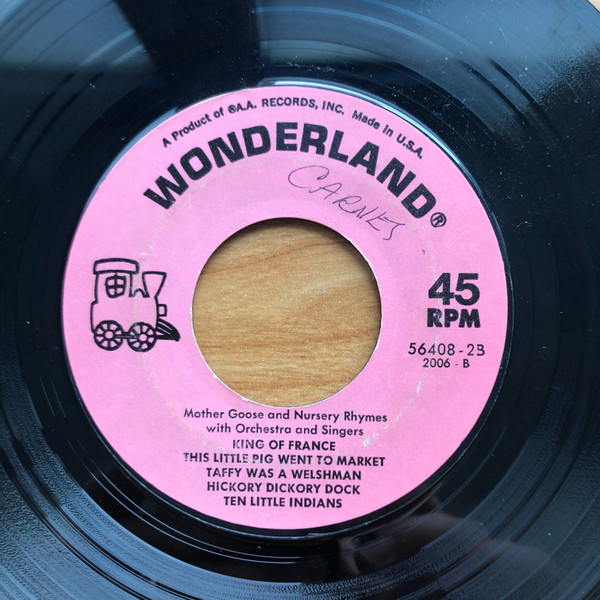 A Product of ®A.A. RECORDS, INC. Made in U.S.A.
WONDERLAND®
CARNES
45
RPM
56408-2B
2006-B
Mother Goose and Nursery Rhymes
with Orchestra and Singers
KING OF FRANCE
THIS LITTLE PIG WENT TO MARKET
TAFFY WAS A WELSHMAN
HICKORY DICKORY DOCK
TEN LITTLE INDIANS